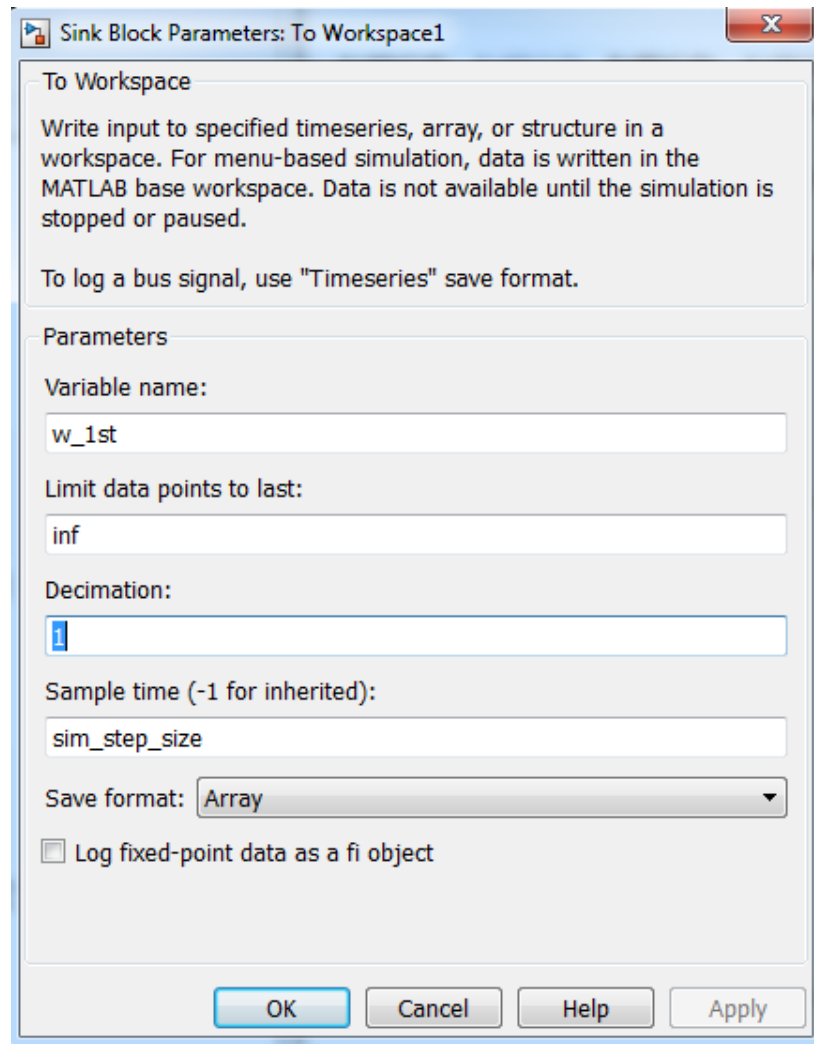 Sink Block Parameters: To Workspace1
X
To Workspace
Write input to specified timeseries, array, or structure in a
workspace. For menu-based simulation, data is written in the
MATLAB base workspace. Data is not available until the simulation is
stopped or paused.
To log a bus signal, use "Timeseries" save format.
Parameters
Variable name:
w_1st
Limit data points to last:
inf
Decimation:
1
Sample time (-1 for inherited):
sim_step_size
Save format: Array
Log fixed-point data as a fi object
OK Cancel Help Apply